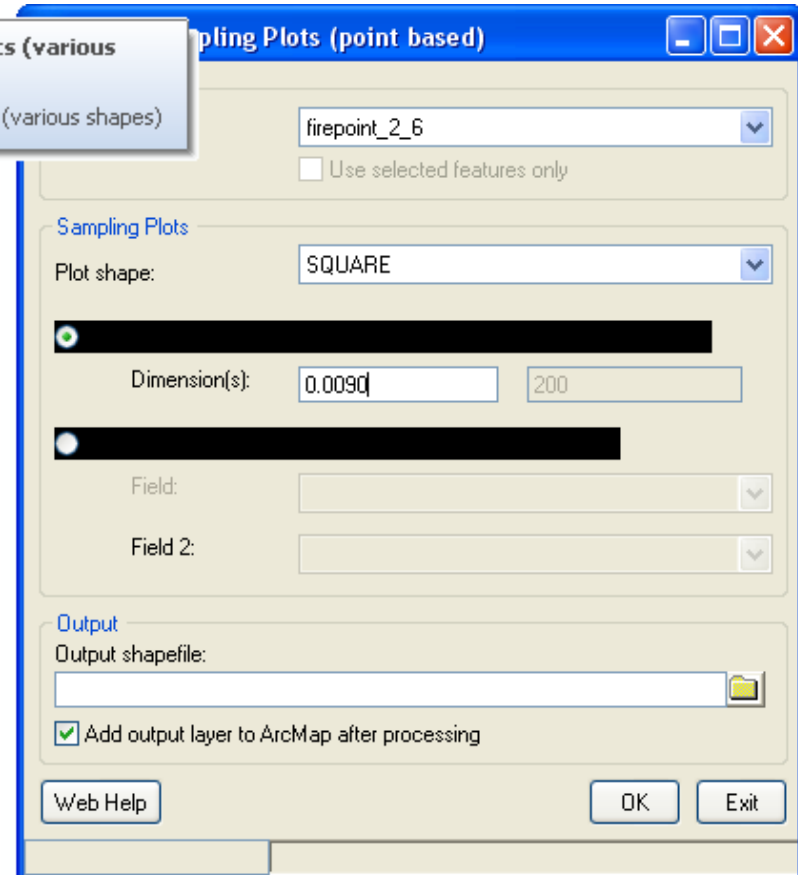 ts (various
(various shapes)
pling Plots (point based)
firepoint_2_6
Use selected features only
Sampling Plots
Plot shape:
SQUARE
Dimension(s):
0.0090
200
Field:
Field 2:
Output
Output shapefile:
Add output layer to ArcMap after processing
Web Help
OK
Exit